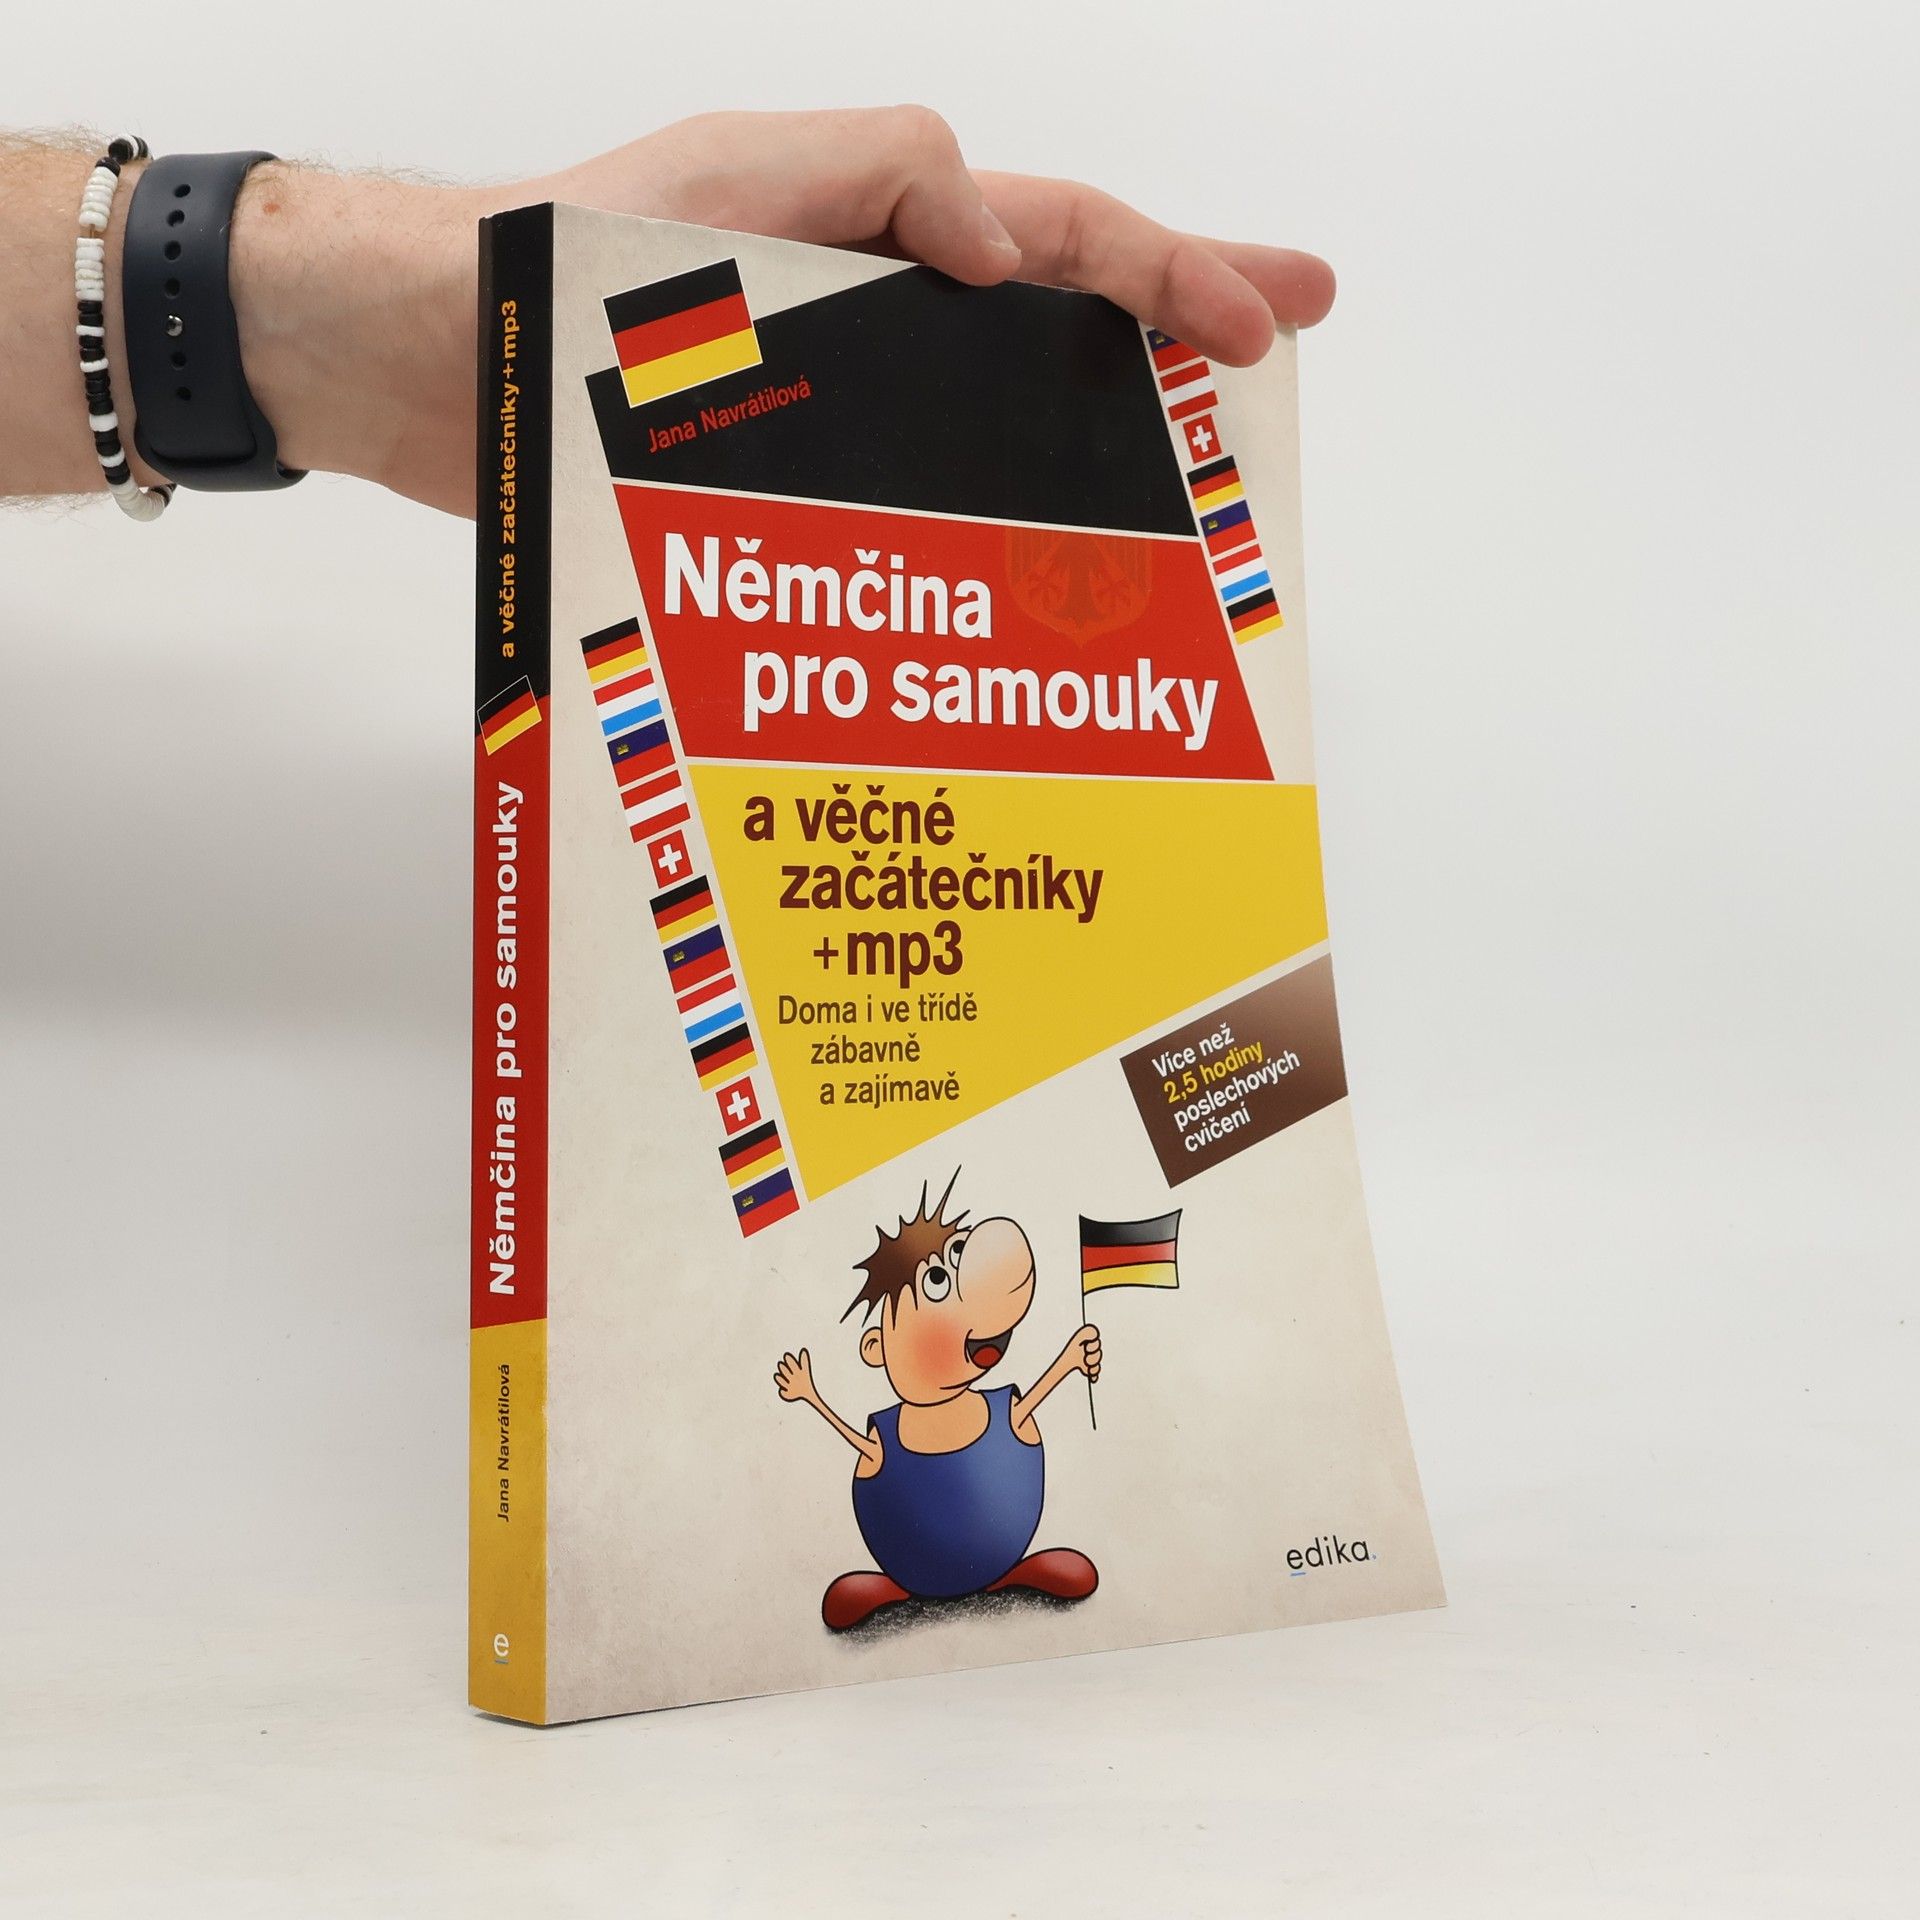 a věčné začátečníky+mp3
Němčina pro samouky
Jana Navrátilová
e
Jana Navrátilová
Němčina
pro samouky
a věčné
začátečníky
+mp3
Doma i ve třídě
zábavně
a zajímavě
Více než
2,5 hodiny
poslechových
cvičení
edika.